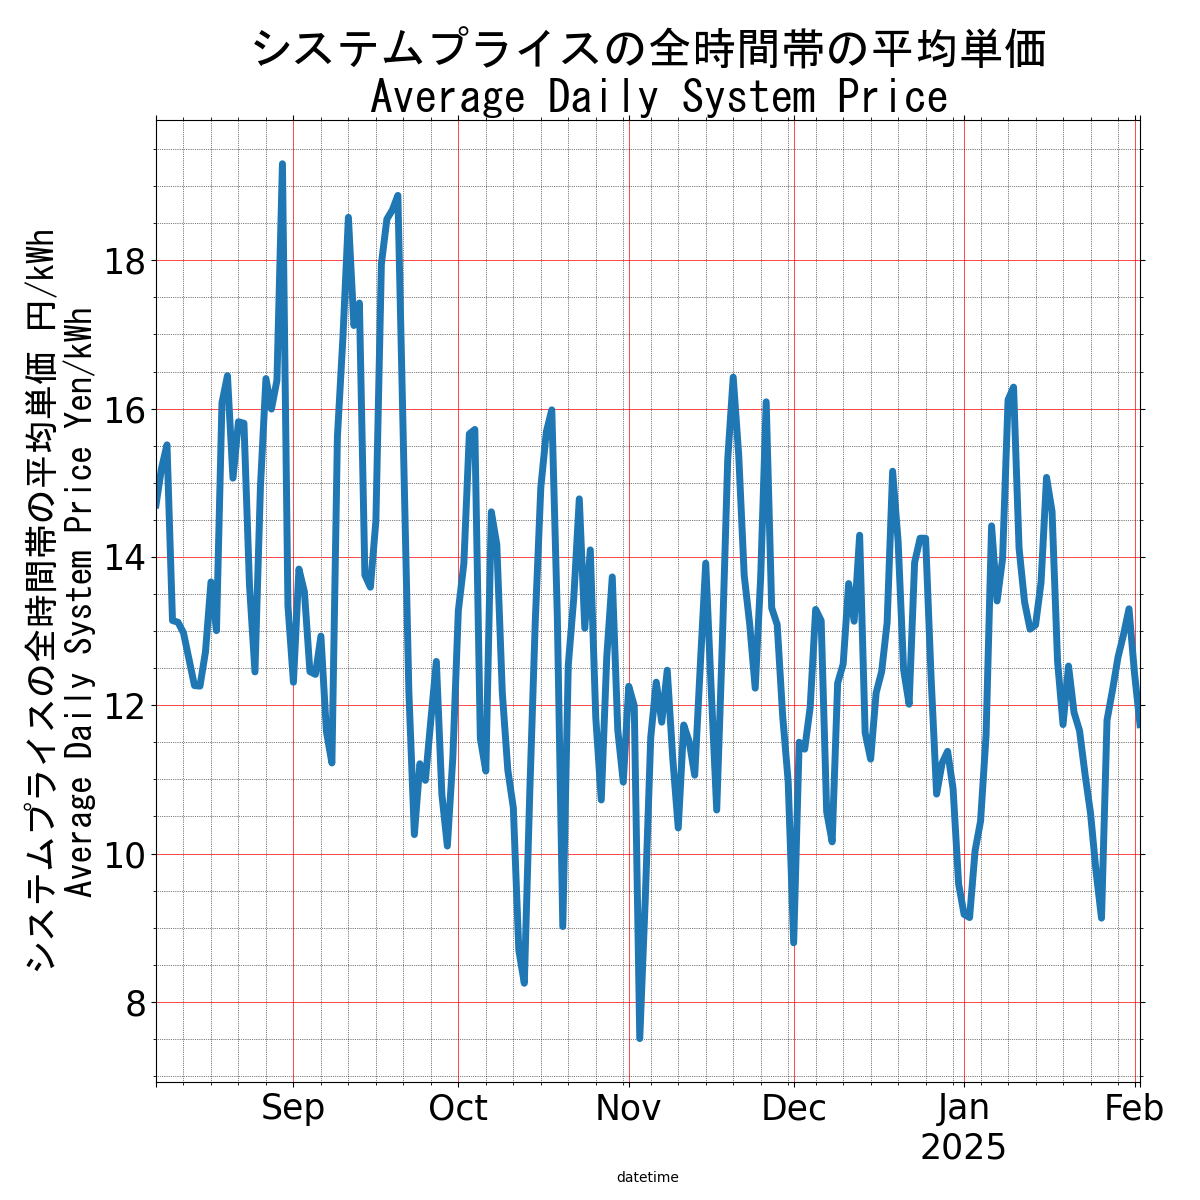 システムプライスの全時間帯の平均単価
Average Daily System Price
システムプライスの全時間帯の平均単価 円/kWh
Average Daily System Price Yen/kWh
18
16
14
12
10
8
Sep
Oct
Nov
Dec
Jan
2025
Feb
datetime